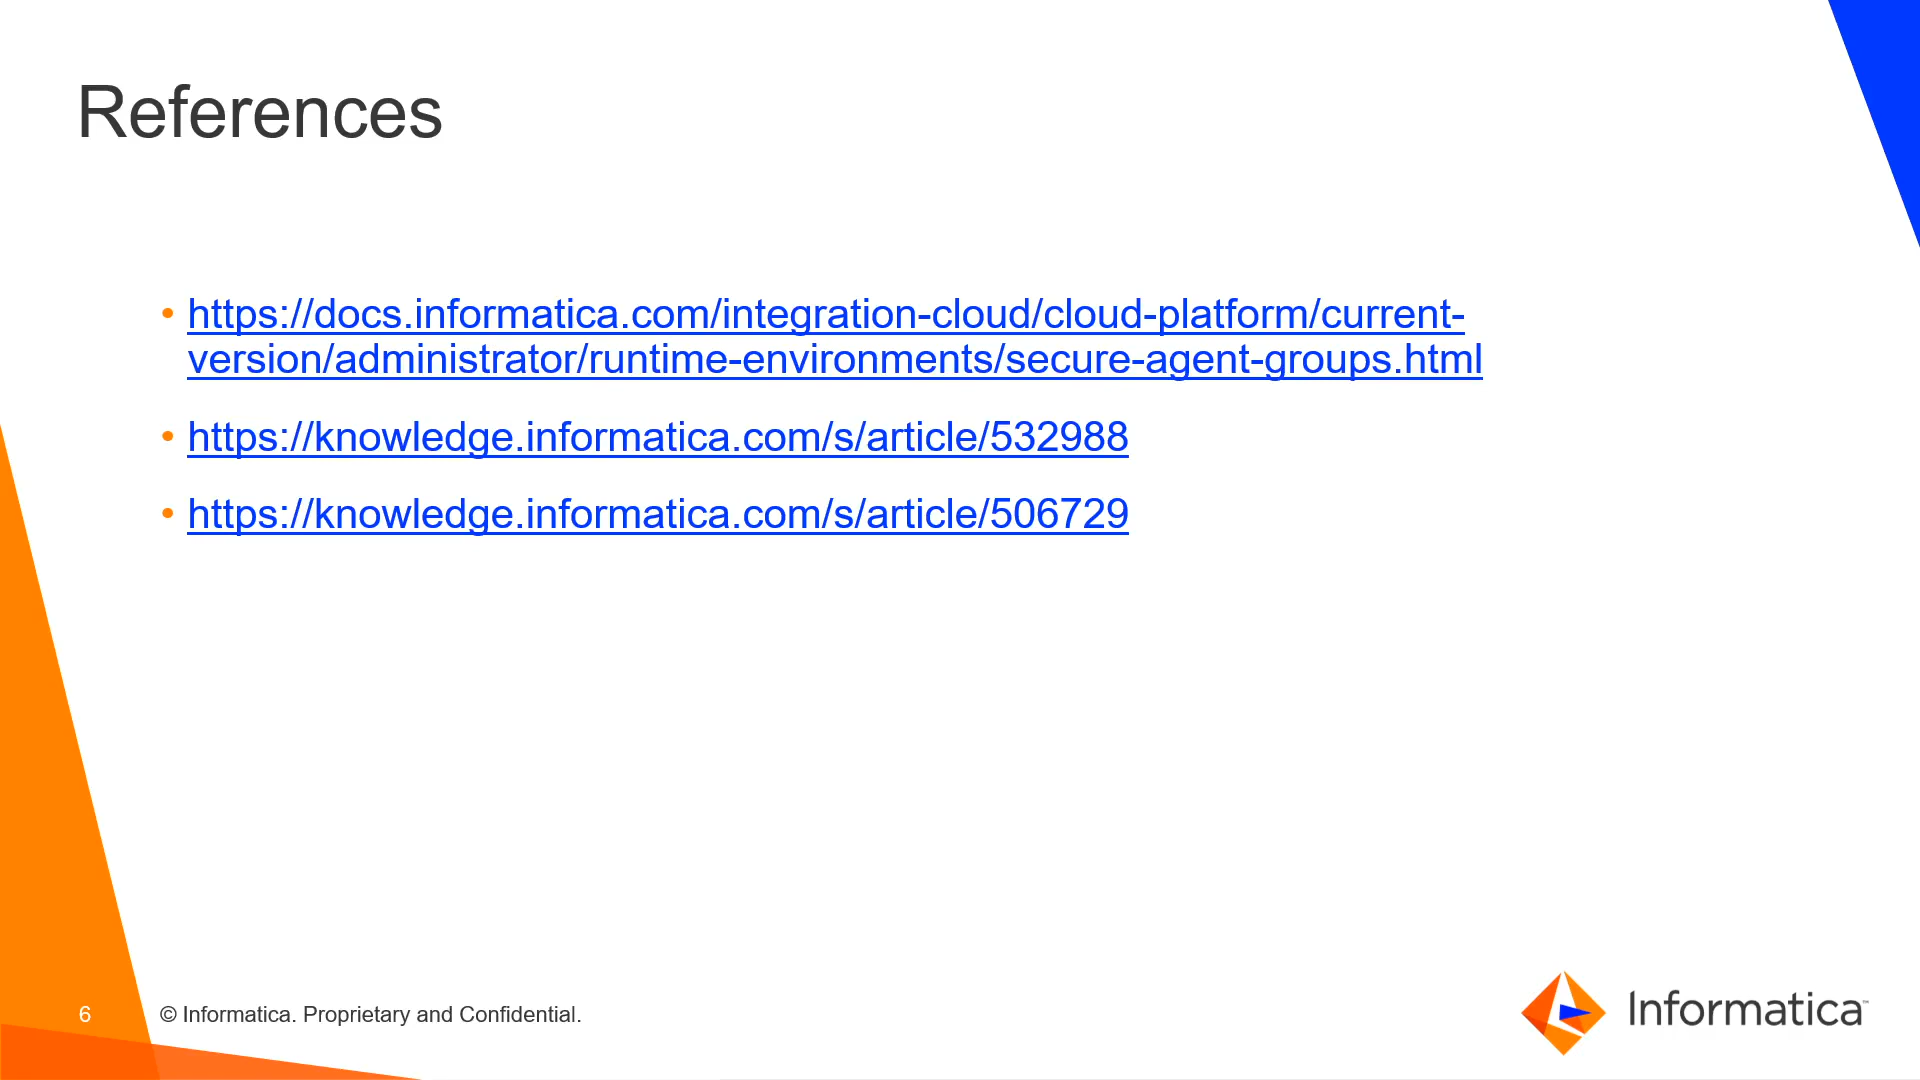 References
• https://docs.informatica.com/integration-cloud/cloud-platform/current-
version/administrator/runtime-environments/secure-agent-groups.html
• https://knowledge.informatica.com/s/article/532988
• https://knowledge.informatica.com/s/article/506729
6
© Informatica. Proprietary and Confidential.
Informatica™